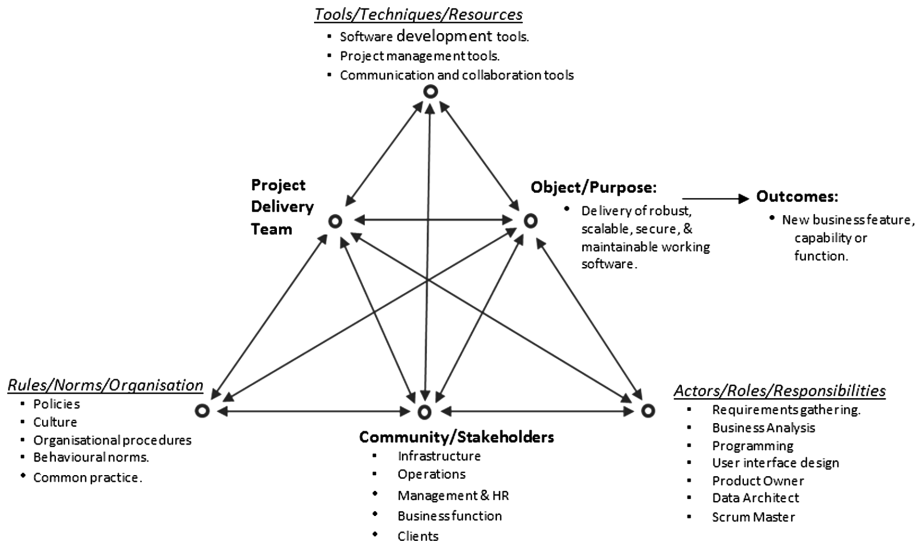 Tools/Techniques/Resources
▪ Software development tools.
▪ Project management tools.
▪ Communication and collaboration tools
Project
Delivery
Team
Object/Purpose:
• Delivery of robust,
scalable, secure, &
maintainable working
software.
Outcomes:
• New business feature,
capability or
function.
Rules/Norms/Organisation
▪ Policies
▪ Culture
▪ Organisational procedures
▪ Behavioural norms.
• Common practice.
Community/Stakeholders
▪ Infrastructure
▪ Operations
• Management & HR
• Business function
• Clients
Actors/Roles/Responsibilities
▪ Requirements gathering.
▪ Business Analysis
▪ Programming
▪ User interface design
▪ Product Owner
▪ Data Architect
▪ Scrum Master